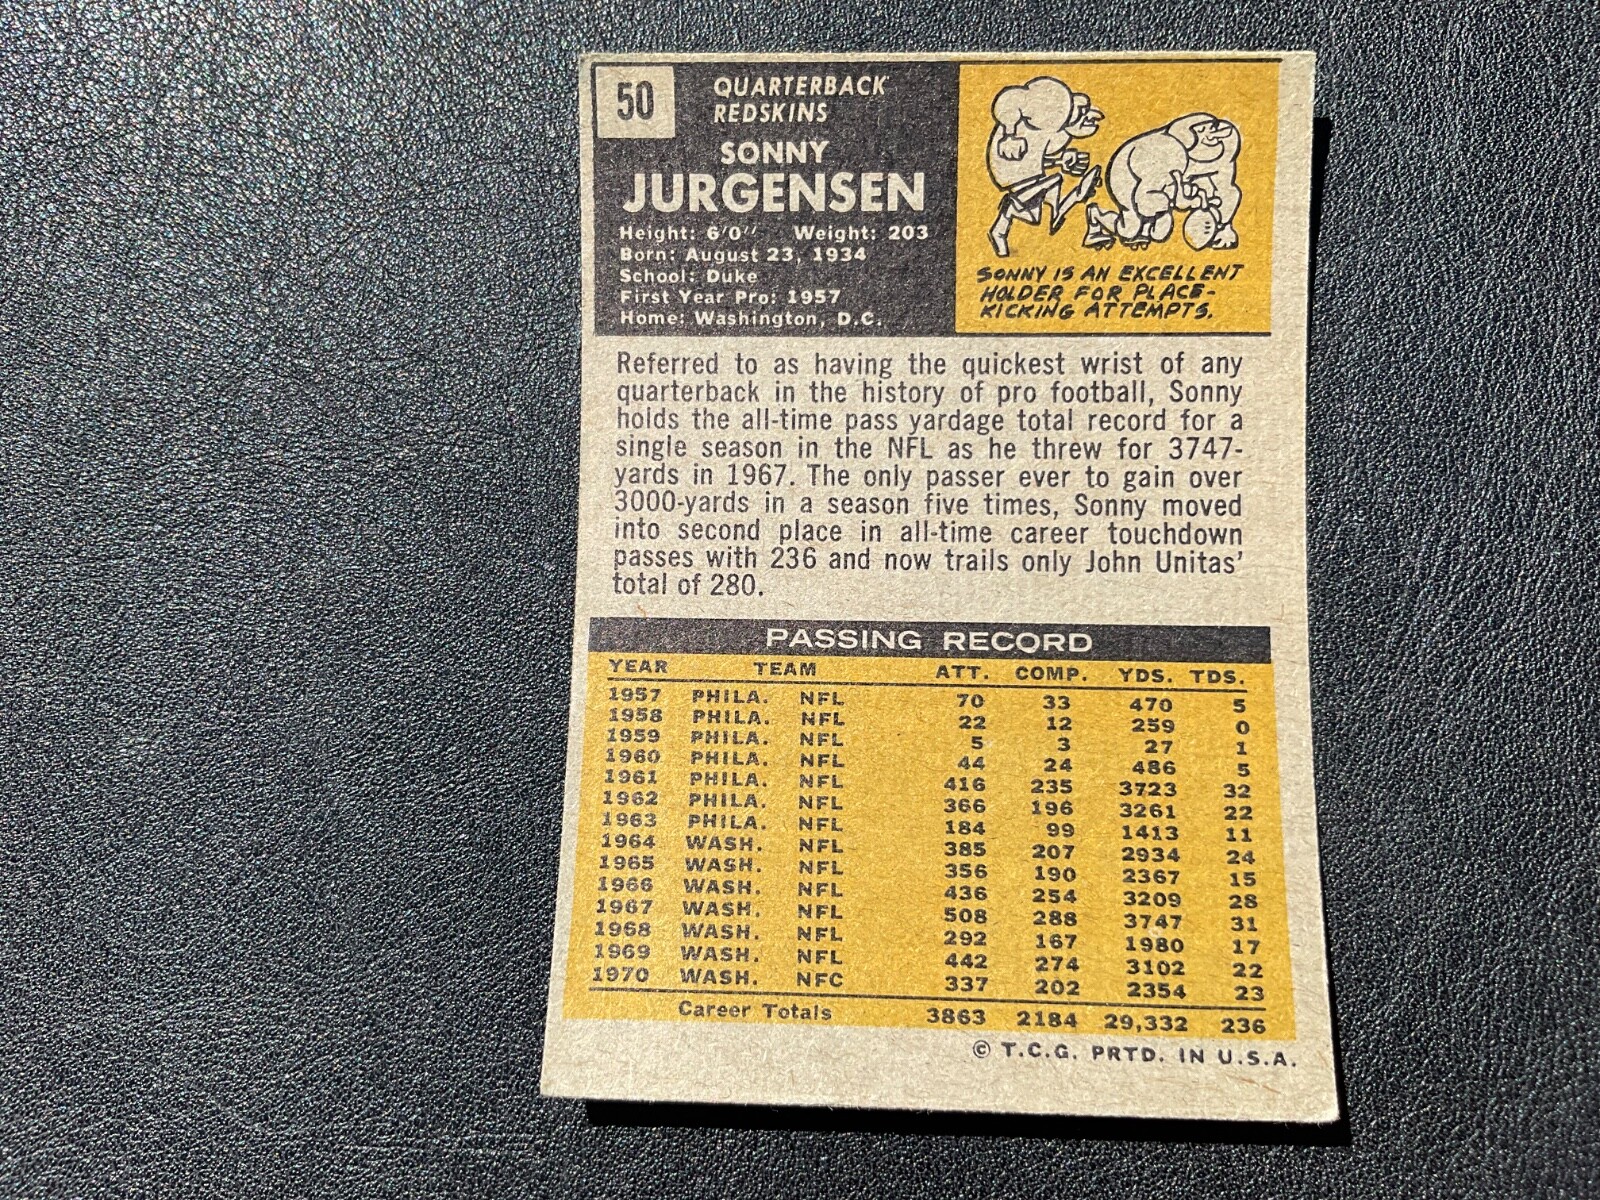 50
QUARTERBACK
REDSKINS
SONNY
JURGENSEN
Height: 6'0" Weight: 203
Born: August 23, 1934
School: Duke
First Year Pro: 1957
Home: Washington, D.C.
SONNY IS AN EXCELLENT
HOLDER FOR PLACE-
KICKING ATTEMPTS.
Referred to as having the quickest wrist of any
quarterback in the history of pro football, Sonny
holds the all-time pass yardage total record for a
single season in the NFL as he threw for 3747-
yards in 1967. The only passer ever to gain over
3000-yards in a season five times, Sonny moved
into second place in all-time career touchdown
passes with 236 and now trails only John Unitas'
total of 280.
PASSING RECORD
YEAR TEAM ATT. COMP. YDS. TDS.
1957 PHILA. NFL 70 33 470 5
1958 PHILA. NFL 22 12 259 0
1959 PHILA. NFL 5 3 27 1
1960 PHILA. NFL 44 24 486 5
1961 PHILA. NFL 416 235 3723 32
1962 PHILA. NFL 366 196 3261 22
1963 PHILA. NFL 184 99 1413 11
1964 WASH. NFL 385 207 2934 24
1965 WASH. NFL 356 190 2367 15
1966 WASH. NFL 436 254 3209 28
1967 WASH. NFL 508 288 3747 31
1968 WASH. NFL 292 167 1980 17
1969 WASH. NFL 442 274 3102 22
1970 WASH. NFC 337 202 2354 23
Career Totals 3863 2184 29,332 236
© T.C.G. PRTD. IN U.S.A.